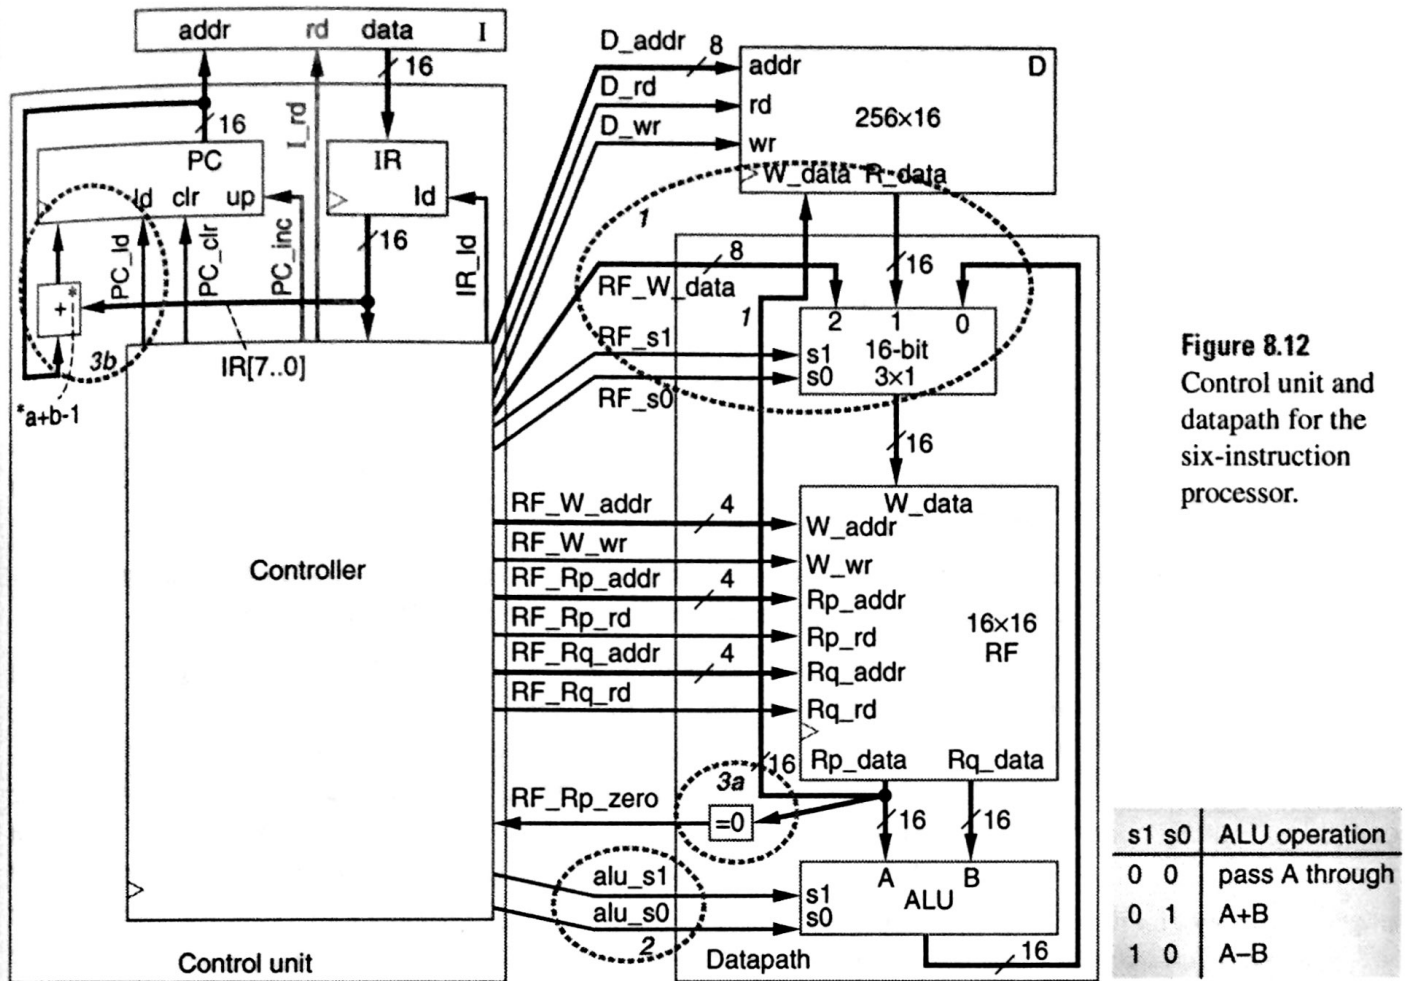 addr rd data I
16
16
I_rd
PC
ld clr up
IR
ld
16
PC_ld
PC_clr
PC_inc
IR_ld
+
*
3b
IR[7..0]
*a+b-1
Controller
Control unit
D_addr 8
D_rd
D_wr
addr D
rd
wr
256×16
W_data R_data
1
8
16
RF_W_data
1
RF_s1
RF_s0
2 1 0
s1 16-bit
s0 3×1
16
RF_W_addr 4
RF_W_wr
RF_Rp_addr 4
RF_Rp_rd
RF_Rq_addr 4
RF_Rq_rd
W_data
W_addr
W_wr
Rp_addr
Rp_rd
Rq_addr
Rq_rd
16×16
RF
Rp_data Rq_data
16
3a
RF_Rp_zero
=0
16 16
alu_s1
alu_s0
2
A B
s1
s0
ALU
16
Datapath
Figure 8.12
Control unit and
datapath for the
six-instruction
processor.
s1 s0 ALU operation
0 0 pass A through
0 1 A+B
1 0 A–B